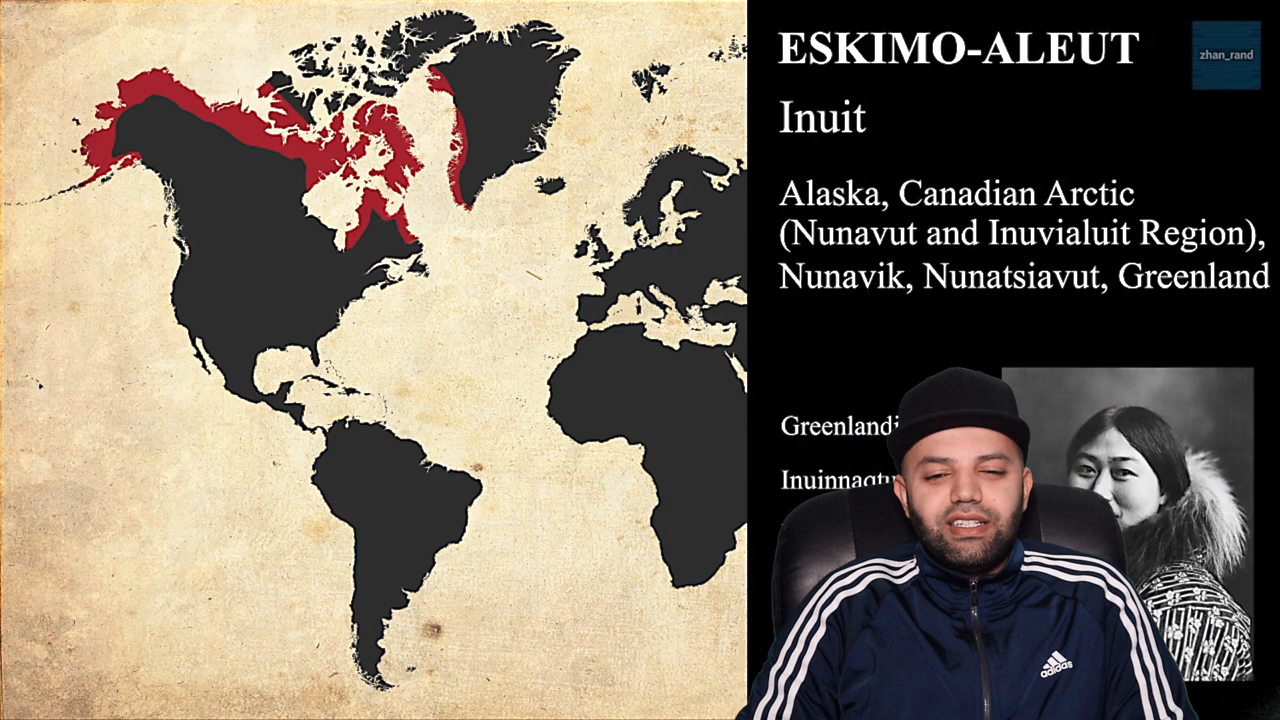 ESKIMO-ALEUT
zhan_rand
Inuit
Alaska, Canadian Arctic
(Nunavut and Inuvialuit Region),
Nunavik, Nunatsiavut, Greenland
adidas